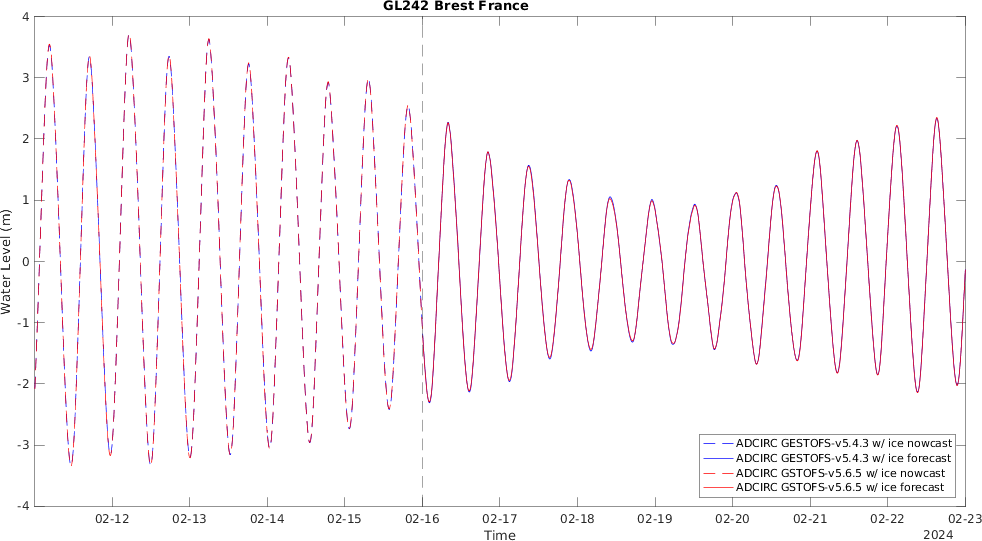 GL242 Brest France
4
3
2
1
0
-1
-2
-3
-4
Water Level (m)
ADCIRC GESTOFS-v5.4.3 w/ ice nowcast
ADCIRC GESTOFS-v5.4.3 w/ ice forecast
ADCIRC GSTOFS-v5.6.5 w/ ice nowcast
ADCIRC GSTOFS-v5.6.5 w/ ice forecast
02-12 02-13 02-14 02-15 02-16 02-17 02-18 02-19 02-20 02-21 02-22 02-23
Time
2024